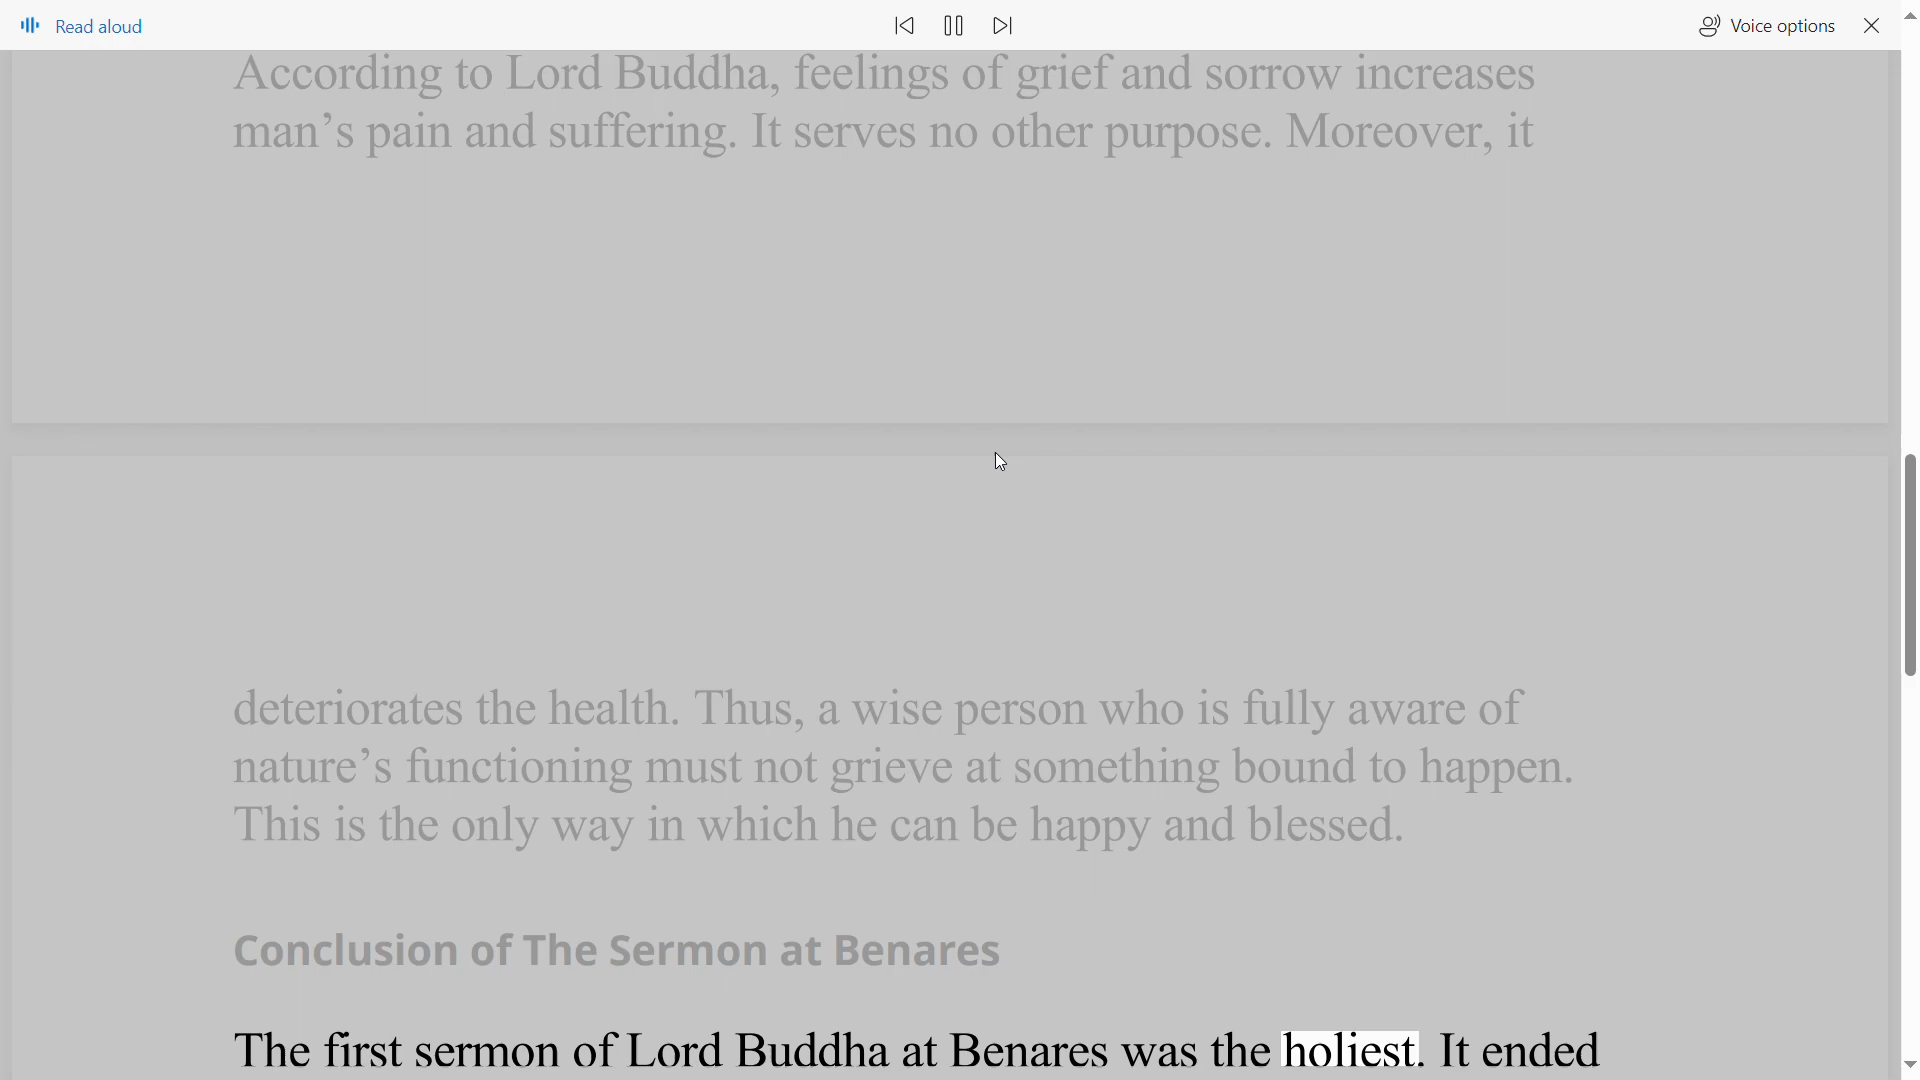 Read aloud
Voice options
According to Lord Buddha, feelings of grief and sorrow increases
man’s pain and suffering. It serves no other purpose. Moreover, it
deteriorates the health. Thus, a wise person who is fully aware of
nature’s functioning must not grieve at something bound to happen.
This is the only way in which he can be happy and blessed.
Conclusion of The Sermon at Benares
The first sermon of Lord Buddha at Benares was the holiest. It ended